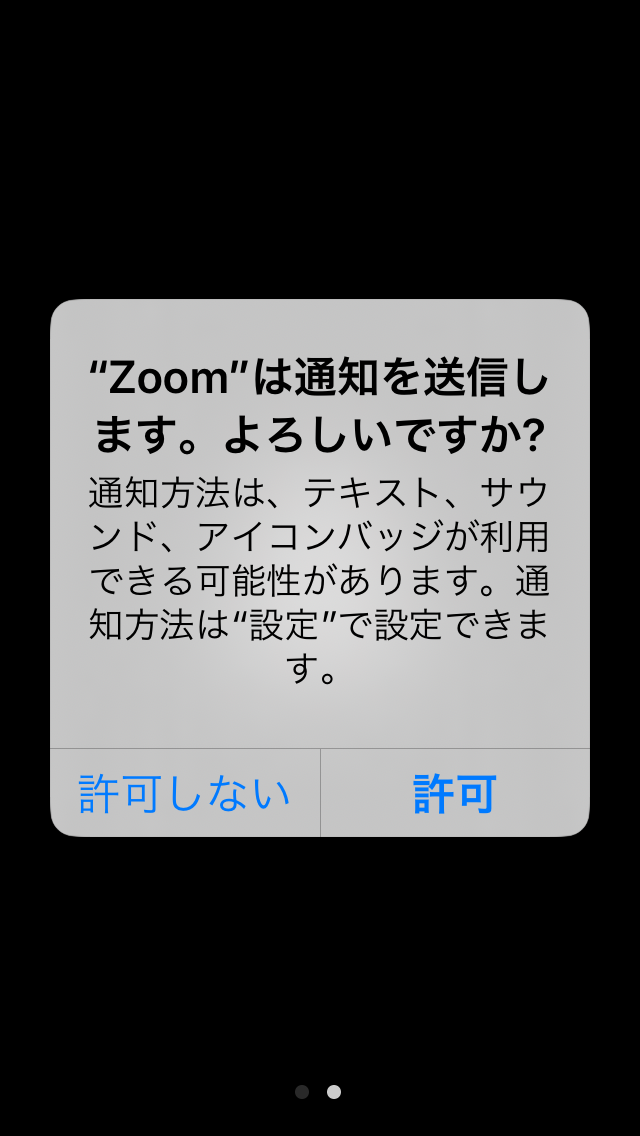 “Zoom”は通知を送信し
ます。よろしいですか?
通知方法は、テキスト、サウ
ンド、アイコンバッジが利用
できる可能性があります。通
知方法は“設定”で設定できま
す。
許可しない
許可